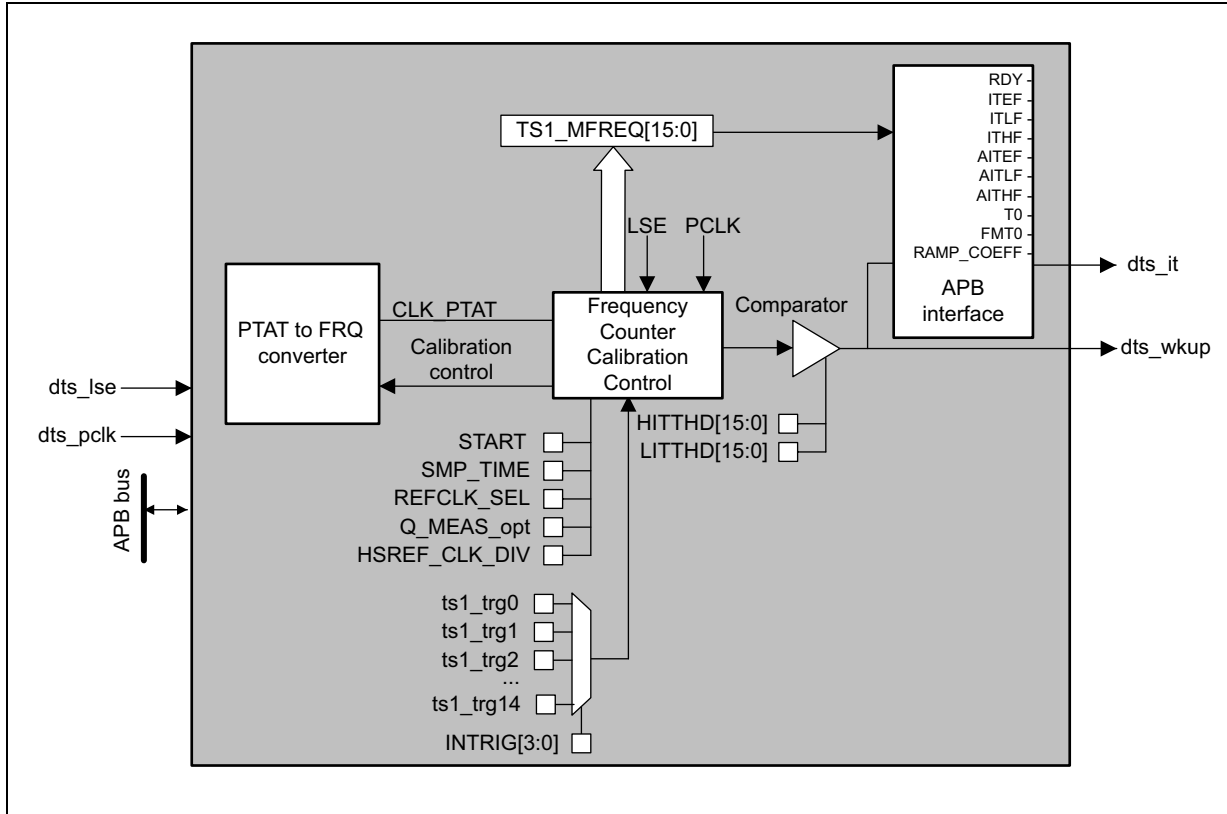 RDY
ITEF
ITLF
ITHF
AITEF
AITLF
AITHF
T0
FMT0
RAMP_COEFF
APB
interface
TS1_MFREQ[15:0]
LSE PCLK
dts_it
PTAT to FRQ
converter
CLK_PTAT
Calibration
control
Frequency
Counter
Calibration
Control
Comparator
dts_wkup
dts_lse
dts_pclk
APB bus
HITTHD[15:0]
LITTHD[15:0]
START
SMP_TIME
REFCLK_SEL
Q_MEAS_opt
HSREF_CLK_DIV
ts1_trg0
ts1_trg1
ts1_trg2
...
ts1_trg14
INTRIG[3:0]